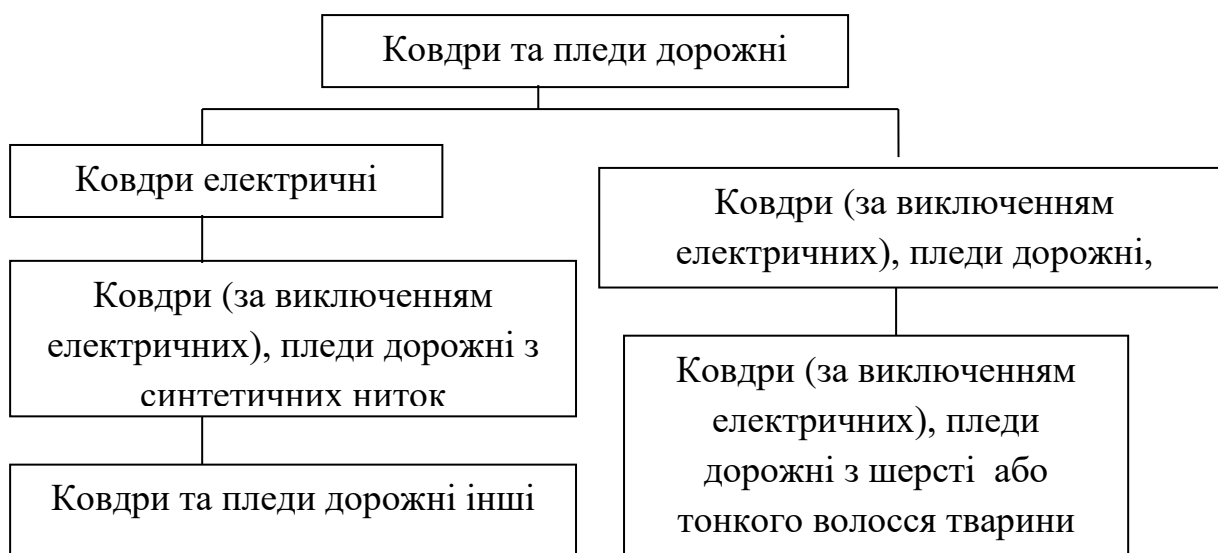 Ковдри та пледи дорожні
Ковдри електричні
Ковдри (за виключенням
електричних), пледи дорожні з
синтетичних ниток
Ковдри та пледи дорожні інші
Ковдри (за виключенням
електричних), пледи дорожні,
Ковдри (за виключенням
електричних), пледи
дорожні з шерсті або
тонкого волосся тварини